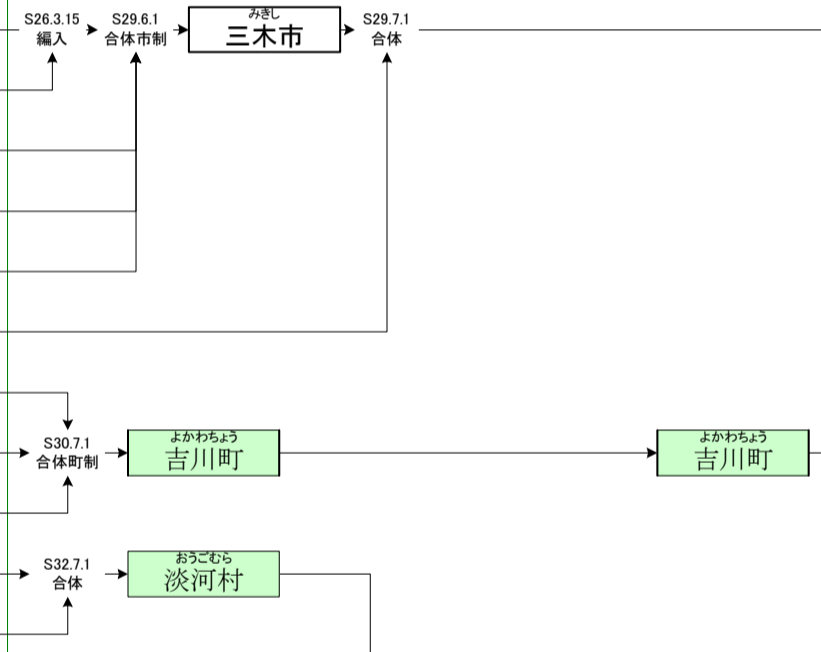 S26.3.15
編入
S29.6.1
合体市制
みきし
三木市
S29.7.1
合体
S30.7.1
合体町制
よかわちょう
吉川町
よかわちょう
吉川町
S32.7.1
合体
おうごむら
淡河村